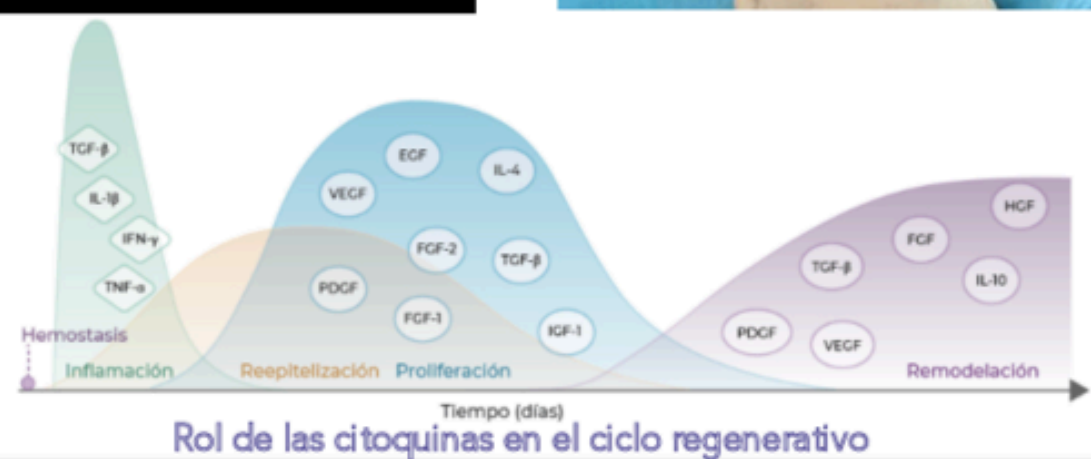 TGF-β
IL-1β
IFN-γ
TNF-α
Hemostasis
Inflamación
EGF
IL-4
VEGF
FGF-2
TGF-β
PDGF
FGF-1
IGF-1
Reepitelización
Proliferación
HGF
FGF
TGF-β
IL-10
PDGF
VEGF
Remodelación
Tiempo (días)
Rol de las citoquinas en el ciclo regenerativo